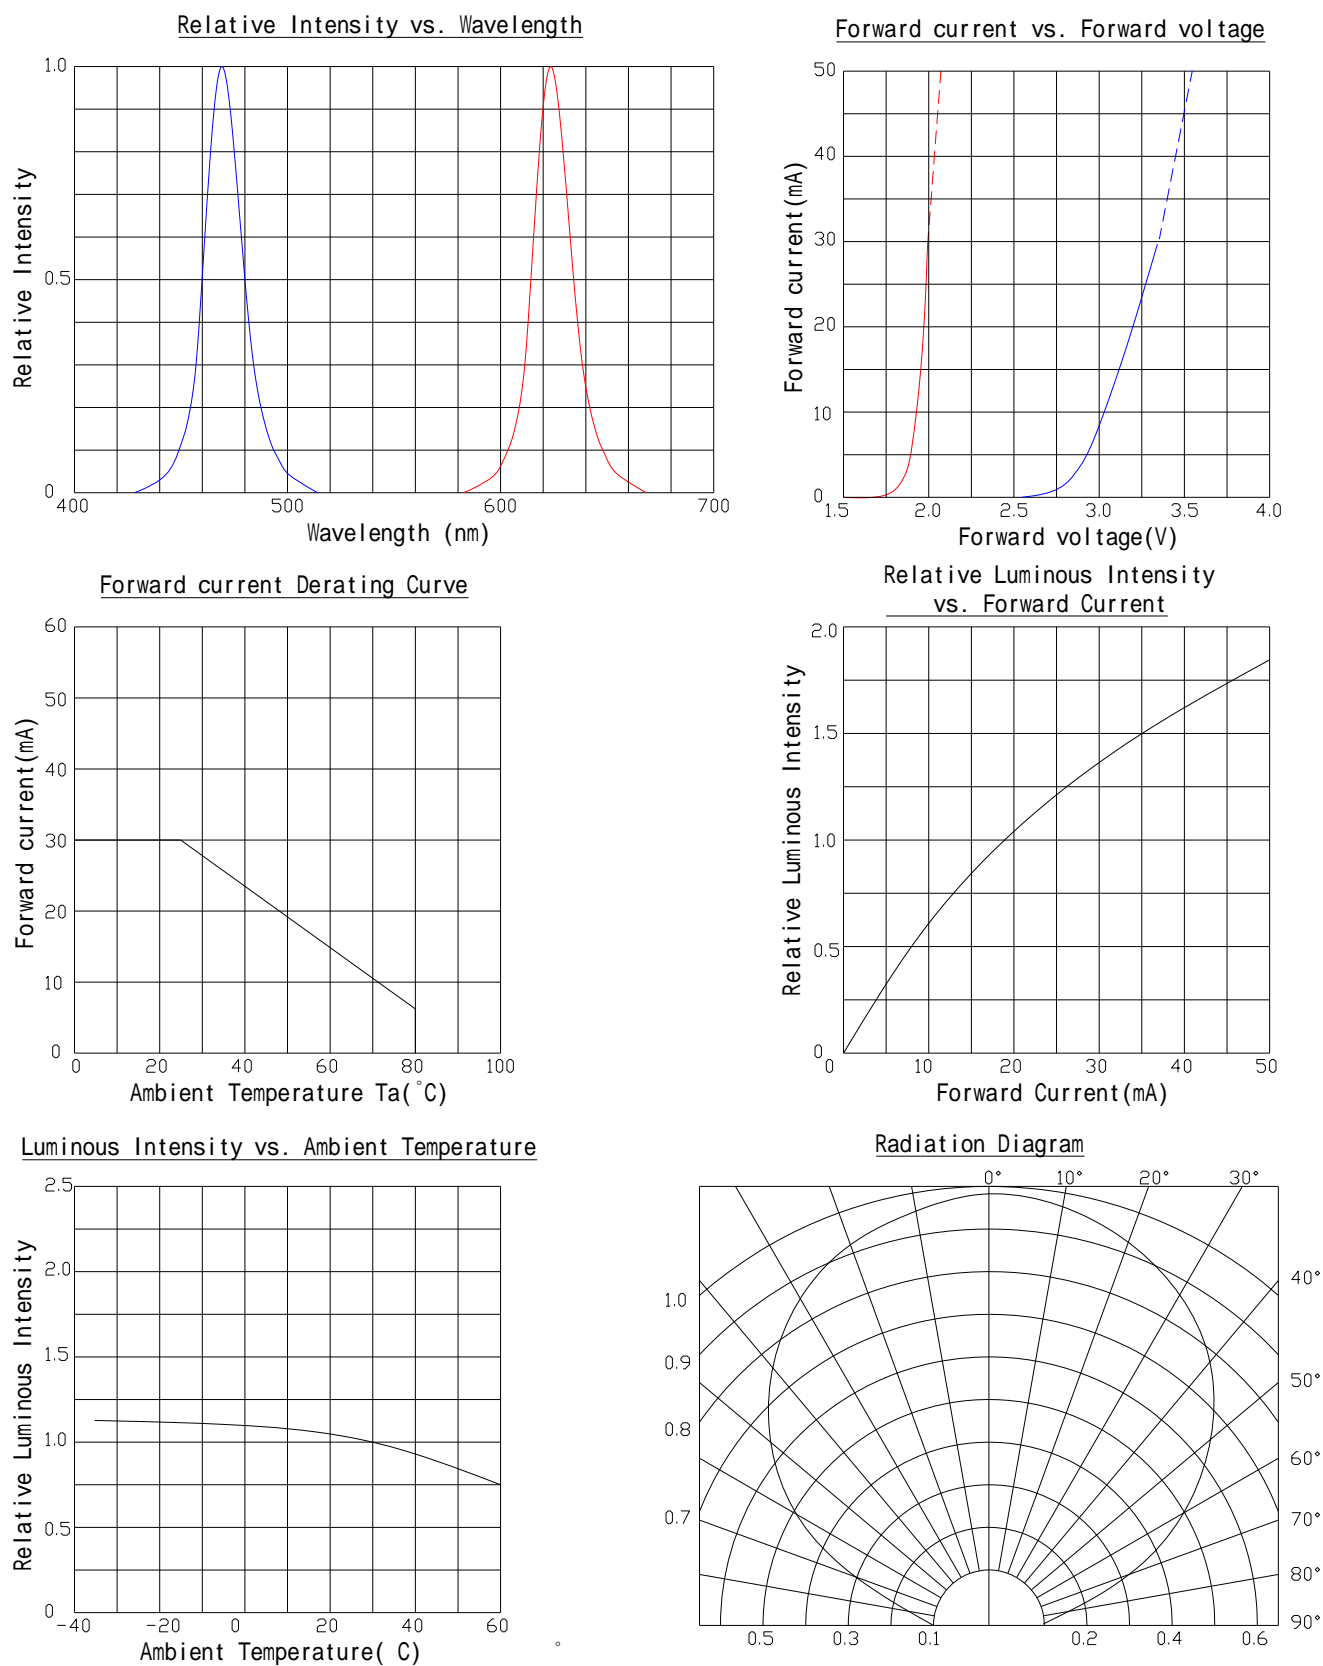 Relative Intensity vs. Wavelength
1.0
0.5
0
Relative Intensity
400 500 600 700
Wavelength (nm)
Forward current vs. Forward voltage
50
40
30
20
10
0
Forward current(mA)
1.5 2.0 2.5 3.0 3.5 4.0
Forward voltage(V)
Forward current Derating Curve
60
50
40
30
20
10
0
Forward current(mA)
0 20 40 60 80 100
Ambient Temperature Ta(°C)
Relative Luminous Intensity
vs. Forward Current
2.0
1.5
1.0
0.5
0
Relative Luminous Intensity
0 10 20 30 40 50
Forward Current(mA)
Luminous Intensity vs. Ambient Temperature
2.5
2.0
1.5
1.0
0.5
0
Relative Luminous Intensity
-40 -20 0 20 40 60
Ambient Temperature( C) °
Radiation Diagram
0° 10° 20° 30°
40°
50°
60°
70°
80°
90°
1.0
0.9
0.8
0.7
0.5 0.3 0.1 0.2 0.4 0.6